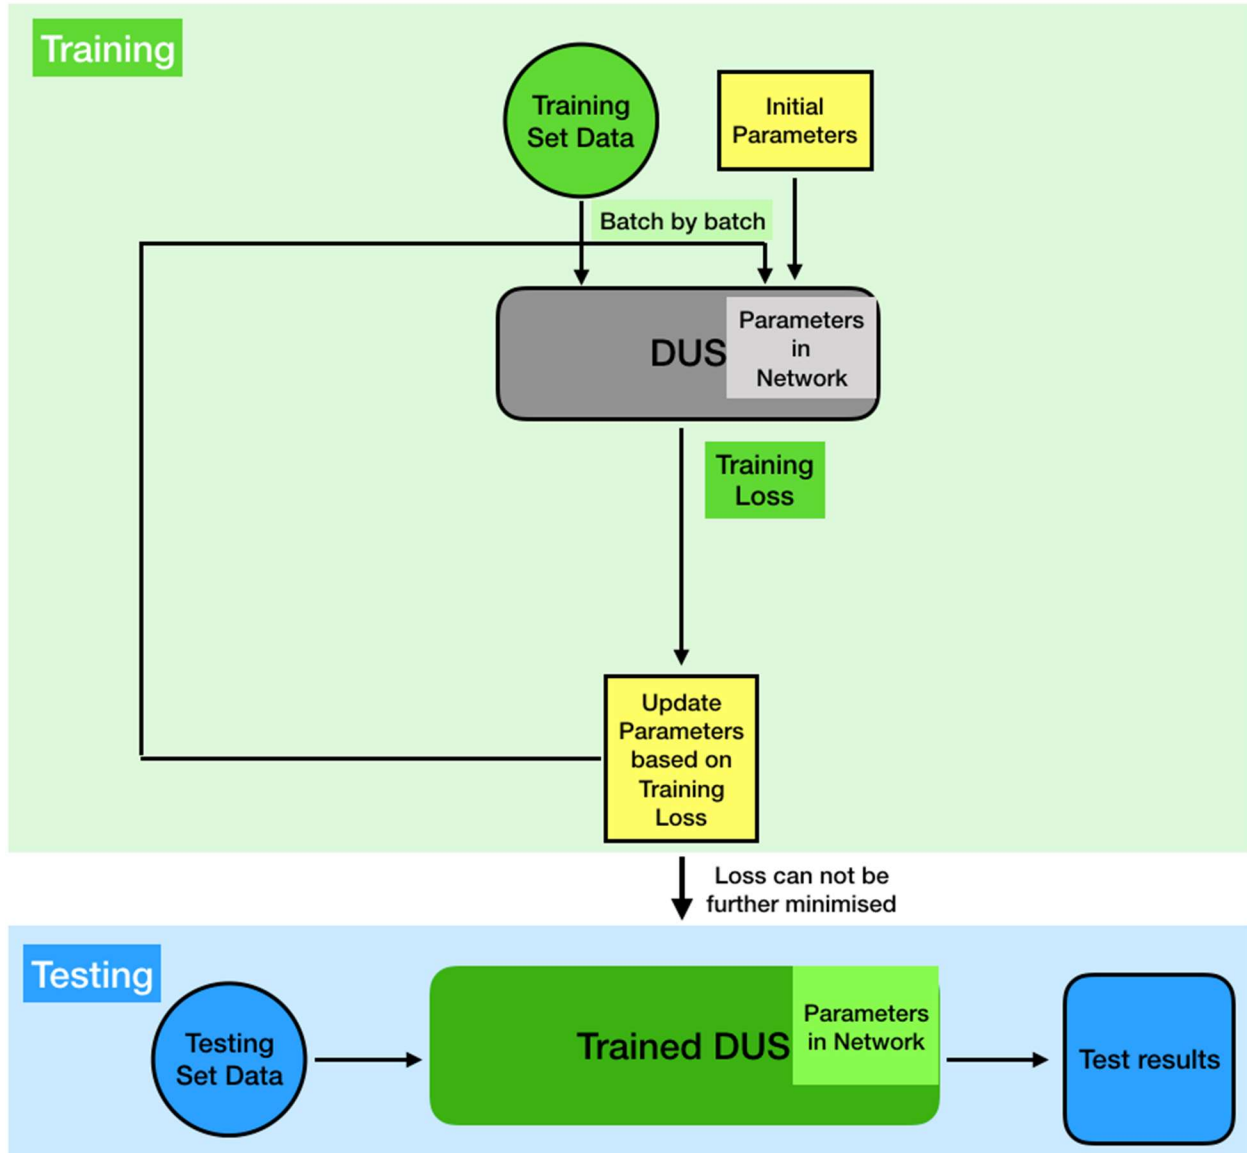 Training
Training
Set Data
Initial
Parameters
Batch by batch
DUS
Parameters
in
Network
Training
Loss
Update
Parameters
based on
Training
Loss
Loss can not be
further minimised
Testing
Testing
Set Data
Trained DUS
Parameters
in Network
Test results